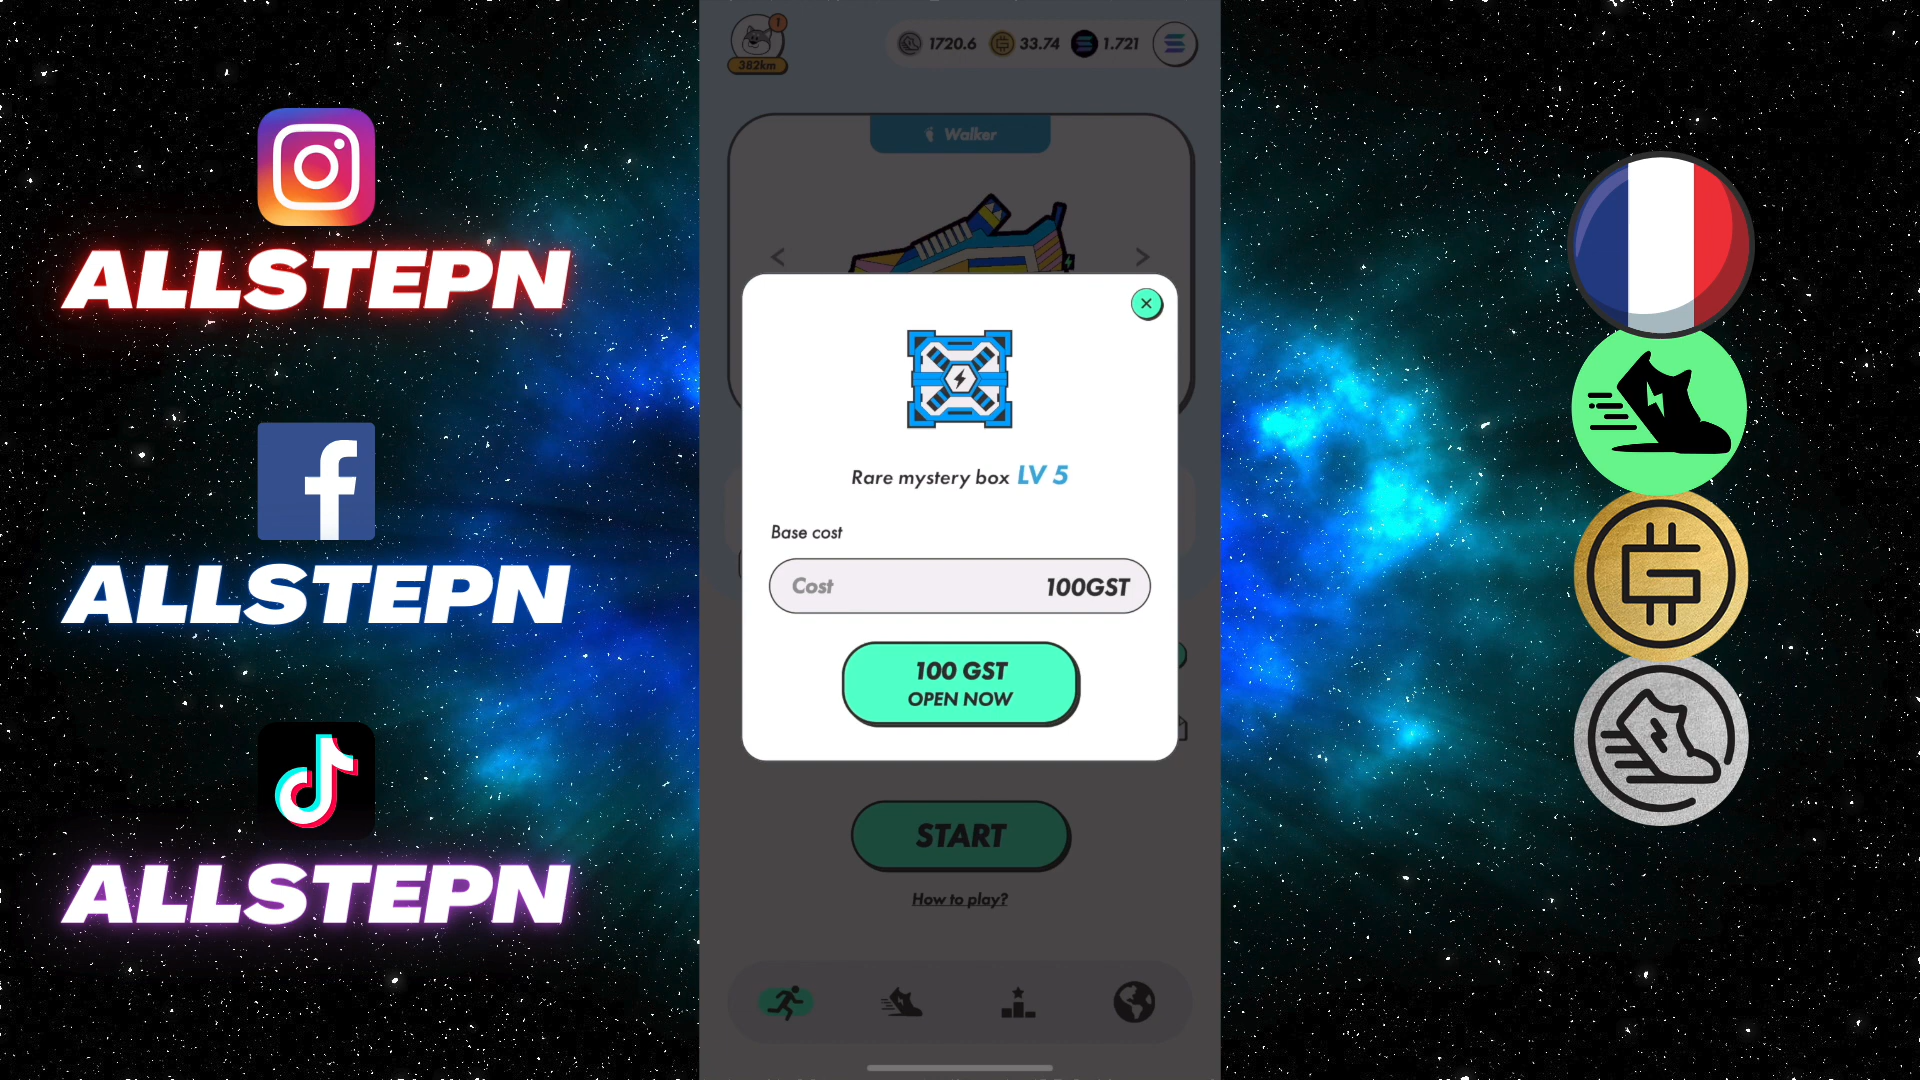 ALLSTEPN
ALLSTEPN
ALLSTEPN
1
382km
1720.6
33.74
1.721
Walker
Rare mystery box LV 5
Base cost
Cost
100GST
100 GST
OPEN NOW
START
How to play?